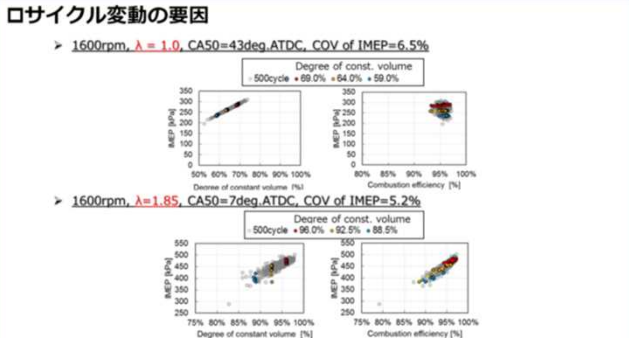 ロサイクル変動の要因
➢ 1600rpm, λ = 1.0, CA50=43deg.ATDC, COV of IMEP=6.5%
Degree of const. volume
500cycle 69.0% 64.0% 59.0%
IMEP [kPa]
350
300
250
200
150
100
50
0
50% 60% 70% 80% 90% 100%
Degree of constant volume [%]
IMEP [kPa]
350
300
250
200
150
100
50
0
80% 85% 90% 95% 100%
Combustion efficiency [%]
➢ 1600rpm, λ=1.85, CA50=7deg.ATDC, COV of IMEP=5.2%
Degree of const. volume
500cycle 96.0% 92.5% 88.5%
IMEP [kPa]
550
500
450
400
350
300
250
75% 80% 85% 90% 95% 100%
Degree of constant volume [%]
IMEP [kPa]
550
500
450
400
350
300
250
75% 80% 85% 90% 95% 100%
Combustion efficiency [%]